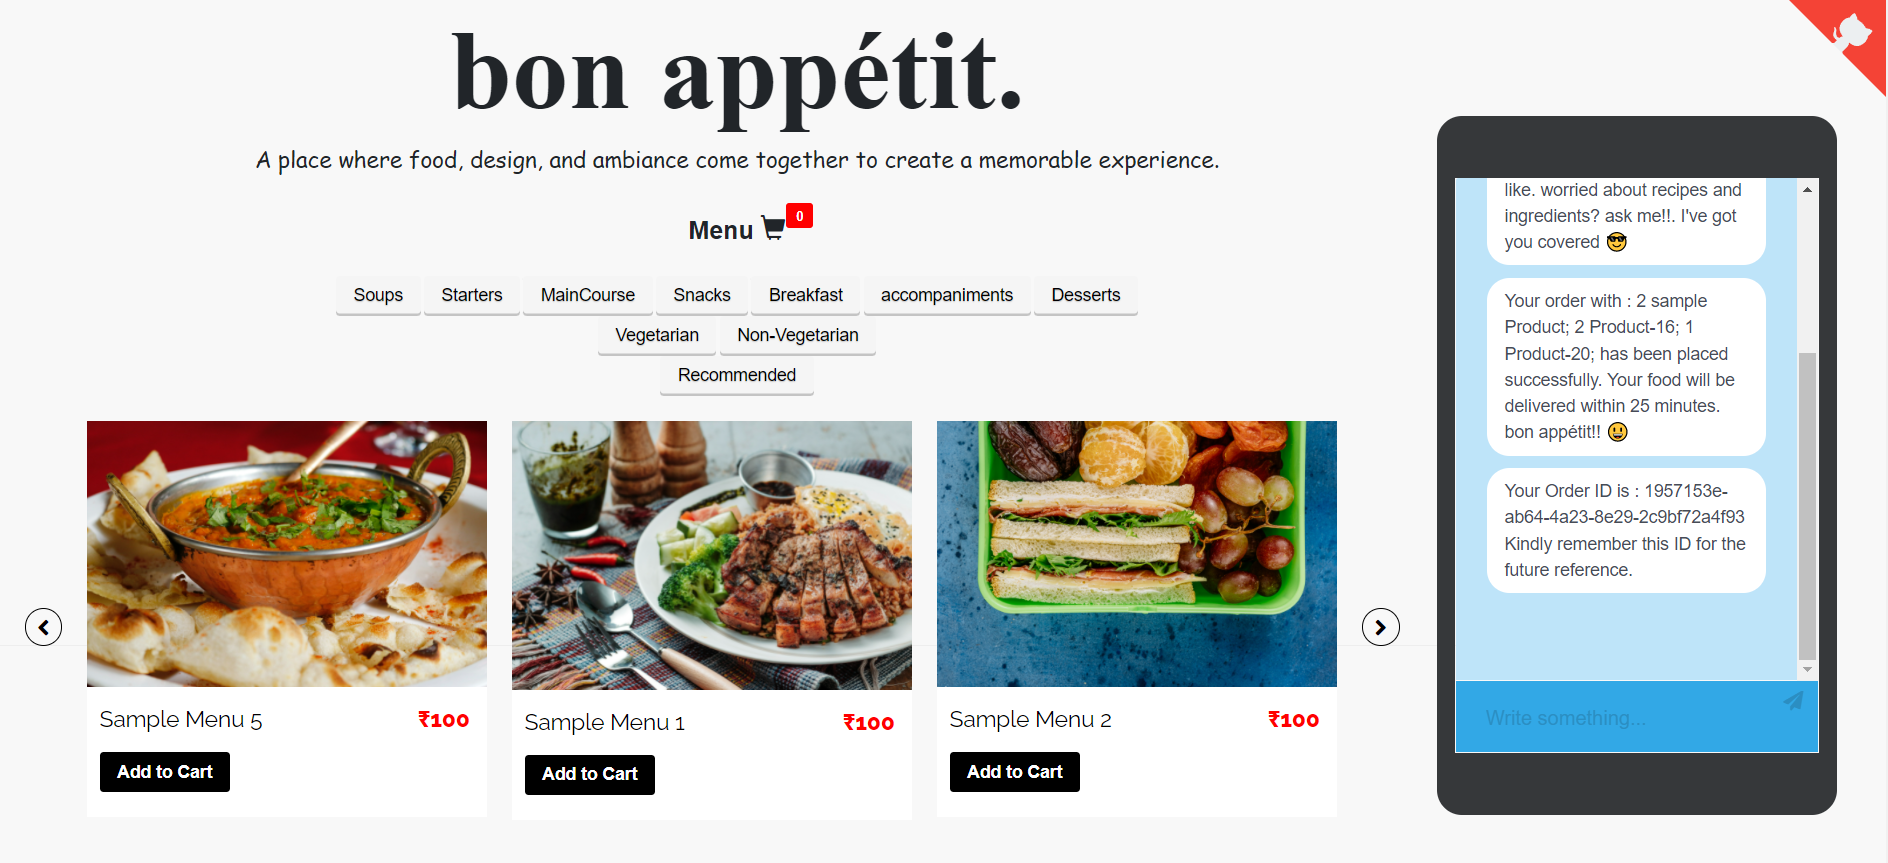 bon appétit.
A place where food, design, and ambiance come together to create a memorable experience.
Menu 0
Soups Starters MainCourse Snacks Breakfast accompaniments Desserts
Vegetarian Non-Vegetarian
Recommended
Sample Menu 5 ₹100
Add to Cart
Sample Menu 1 ₹100
Add to Cart
Sample Menu 2 ₹100
Add to Cart
like. worried about recipes and
ingredients? ask me!!. I've got
you covered 😎
Your order with : 2 sample
Product; 2 Product-16; 1
Product-20; has been placed
successfully. Your food will be
delivered within 25 minutes.
bon appétit!! 😃
Your Order ID is : 1957153e-
ab64-4a23-8e29-2c9bf72a4f93
Kindly remember this ID for the
future reference.
Write something...